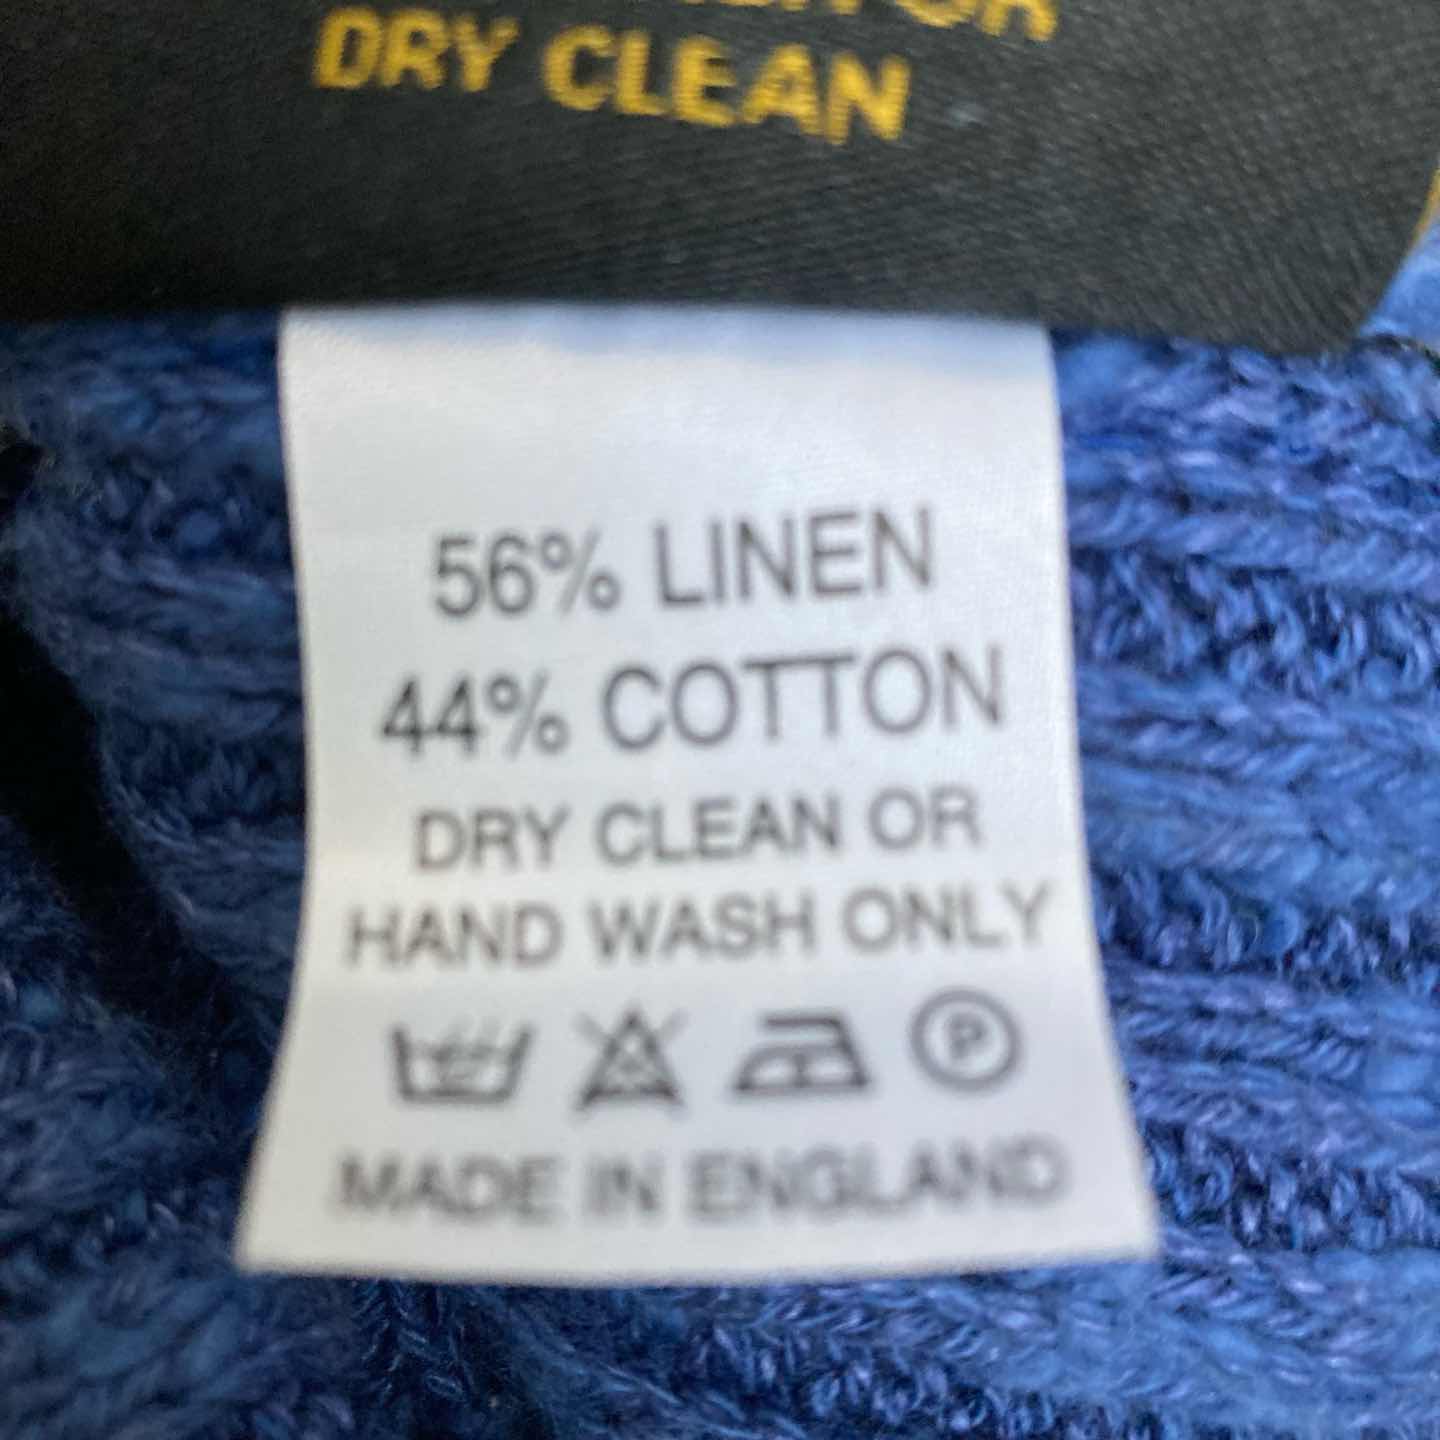 DRY CLEAN
56% LINEN
44% COTTON
DRY CLEAN OR
HAND WASH ONLY
P
MADE IN ENGLAND